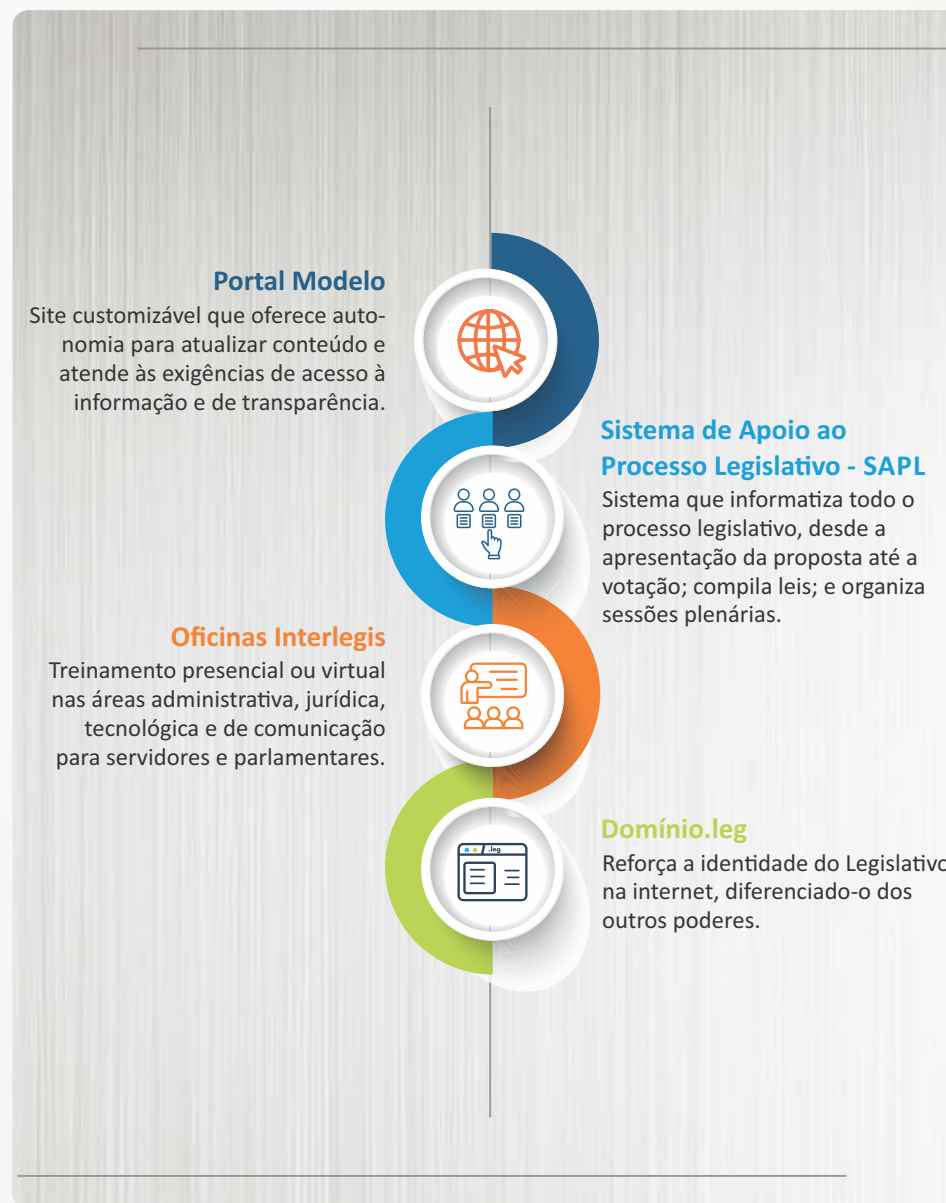 Portal Modelo
Site customizável que oferece auto-
nomia para atualizar conteúdo e
atende às exigências de acesso à
informação e de transparência.
Sistema de Apoio ao
Processo Legislativo - SAPL
Sistema que informatiza todo o
processo legislativo, desde a
apresentação da proposta até a
votação; compila leis; e organiza
sessões plenárias.
Oficinas Interlegis
Treinamento presencial ou virtual
nas áreas administrativa, jurídica,
tecnológica e de comunicação
para servidores e parlamentares.
.leg
Domínio.leg
Reforça a identidade do Legislativo
na internet, diferenciado-o dos
outros poderes.